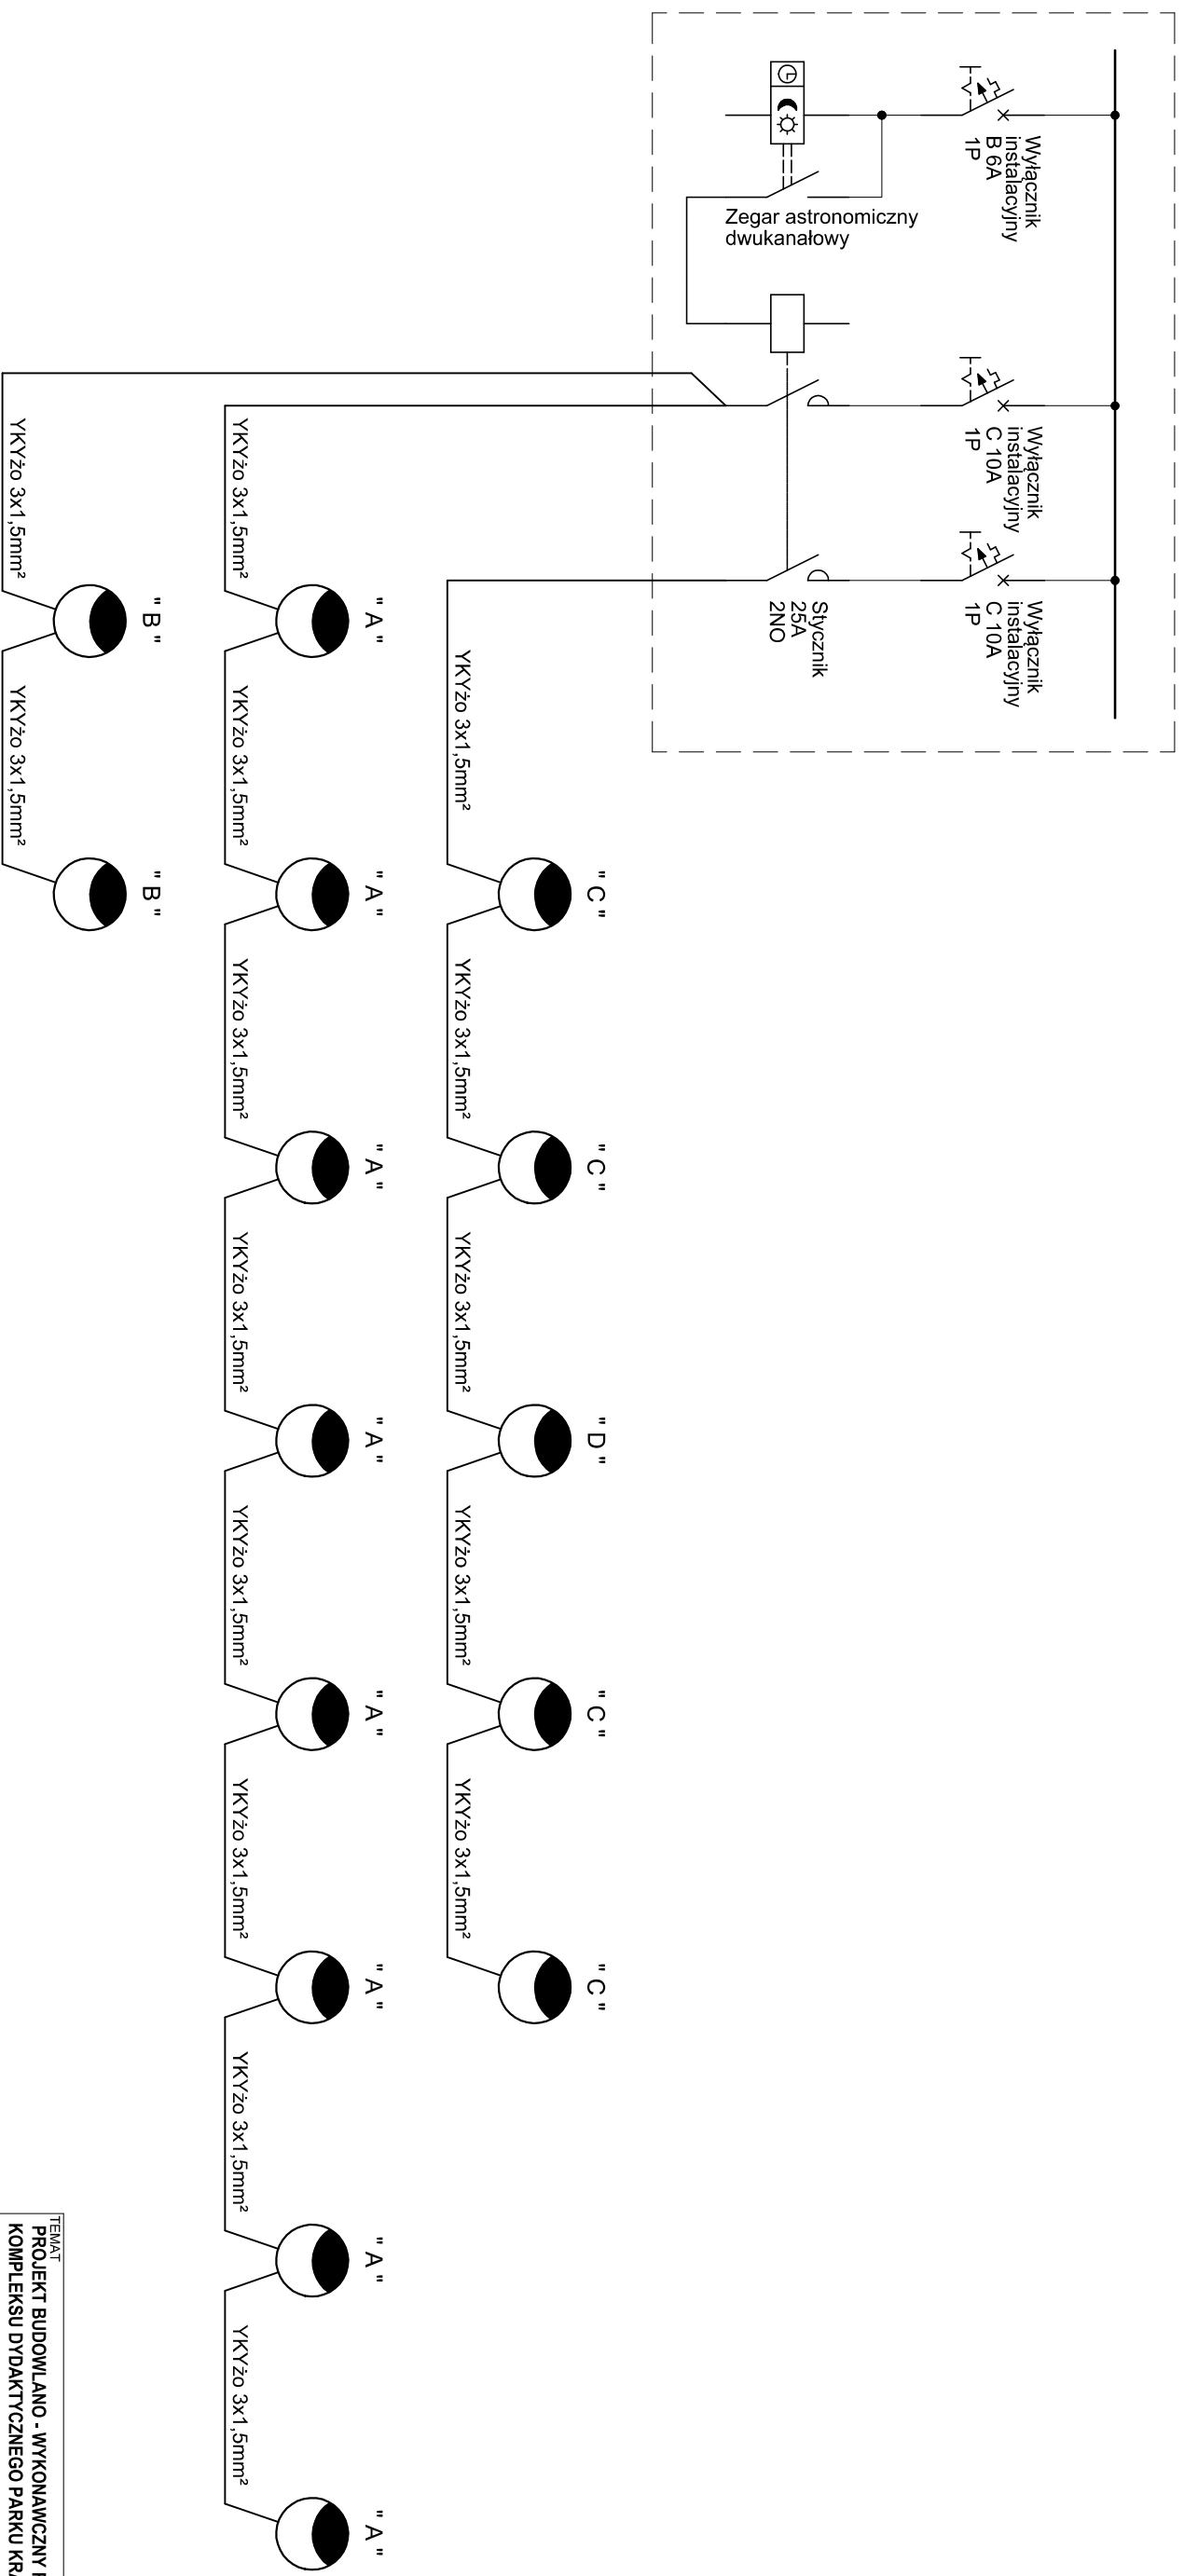 Wyłącznik
instalacyjny
B 6A
1P
Wyłącznik
instalacyjny
C 10A
1P
Wyłącznik
instalacyjny
C 10A
1P
Zegar astronomiczny
dwukanałowy
Stycznik
25A
2NO
"C"
"C"
"D"
"C"
"C"
YKYżo 3x1,5mm²
YKYżo 3x1,5mm²
YKYżo 3x1,5mm²
YKYżo 3x1,5mm²
YKYżo 3x1,5mm²
"A"
"A"
"A"
"A"
"A"
"A"
"A"
"A"
YKYżo 3x1,5mm²
YKYżo 3x1,5mm²
YKYżo 3x1,5mm²
YKYżo 3x1,5mm²
YKYżo 3x1,5mm²
YKYżo 3x1,5mm²
YKYżo 3x1,5mm²
YKYżo 3x1,5mm²
"B"
"B"
YKYżo 3x1,5mm²
YKYżo 3x1,5mm²
TEMAT
PROJEKT BUDOWLANO - WYKONAWCZNY
KOMPLEKSU DYDAKTYCZNEGO PARKU